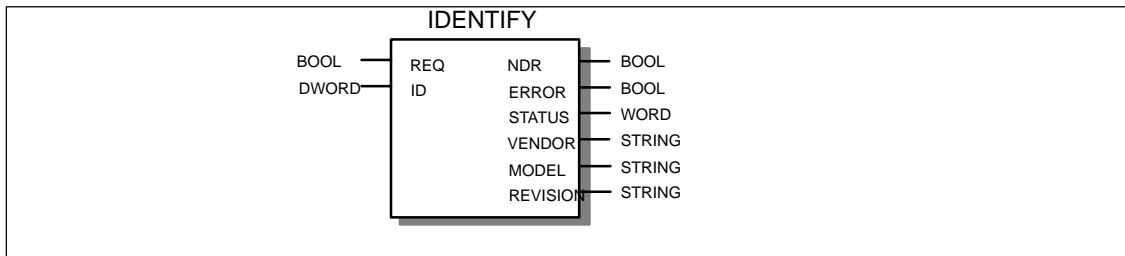 IDENTIFY
BOOL REQ NDR BOOL
DWORD ID ERROR BOOL
STATUS WORD
VENDOR STRING
MODEL STRING
REVISION STRING